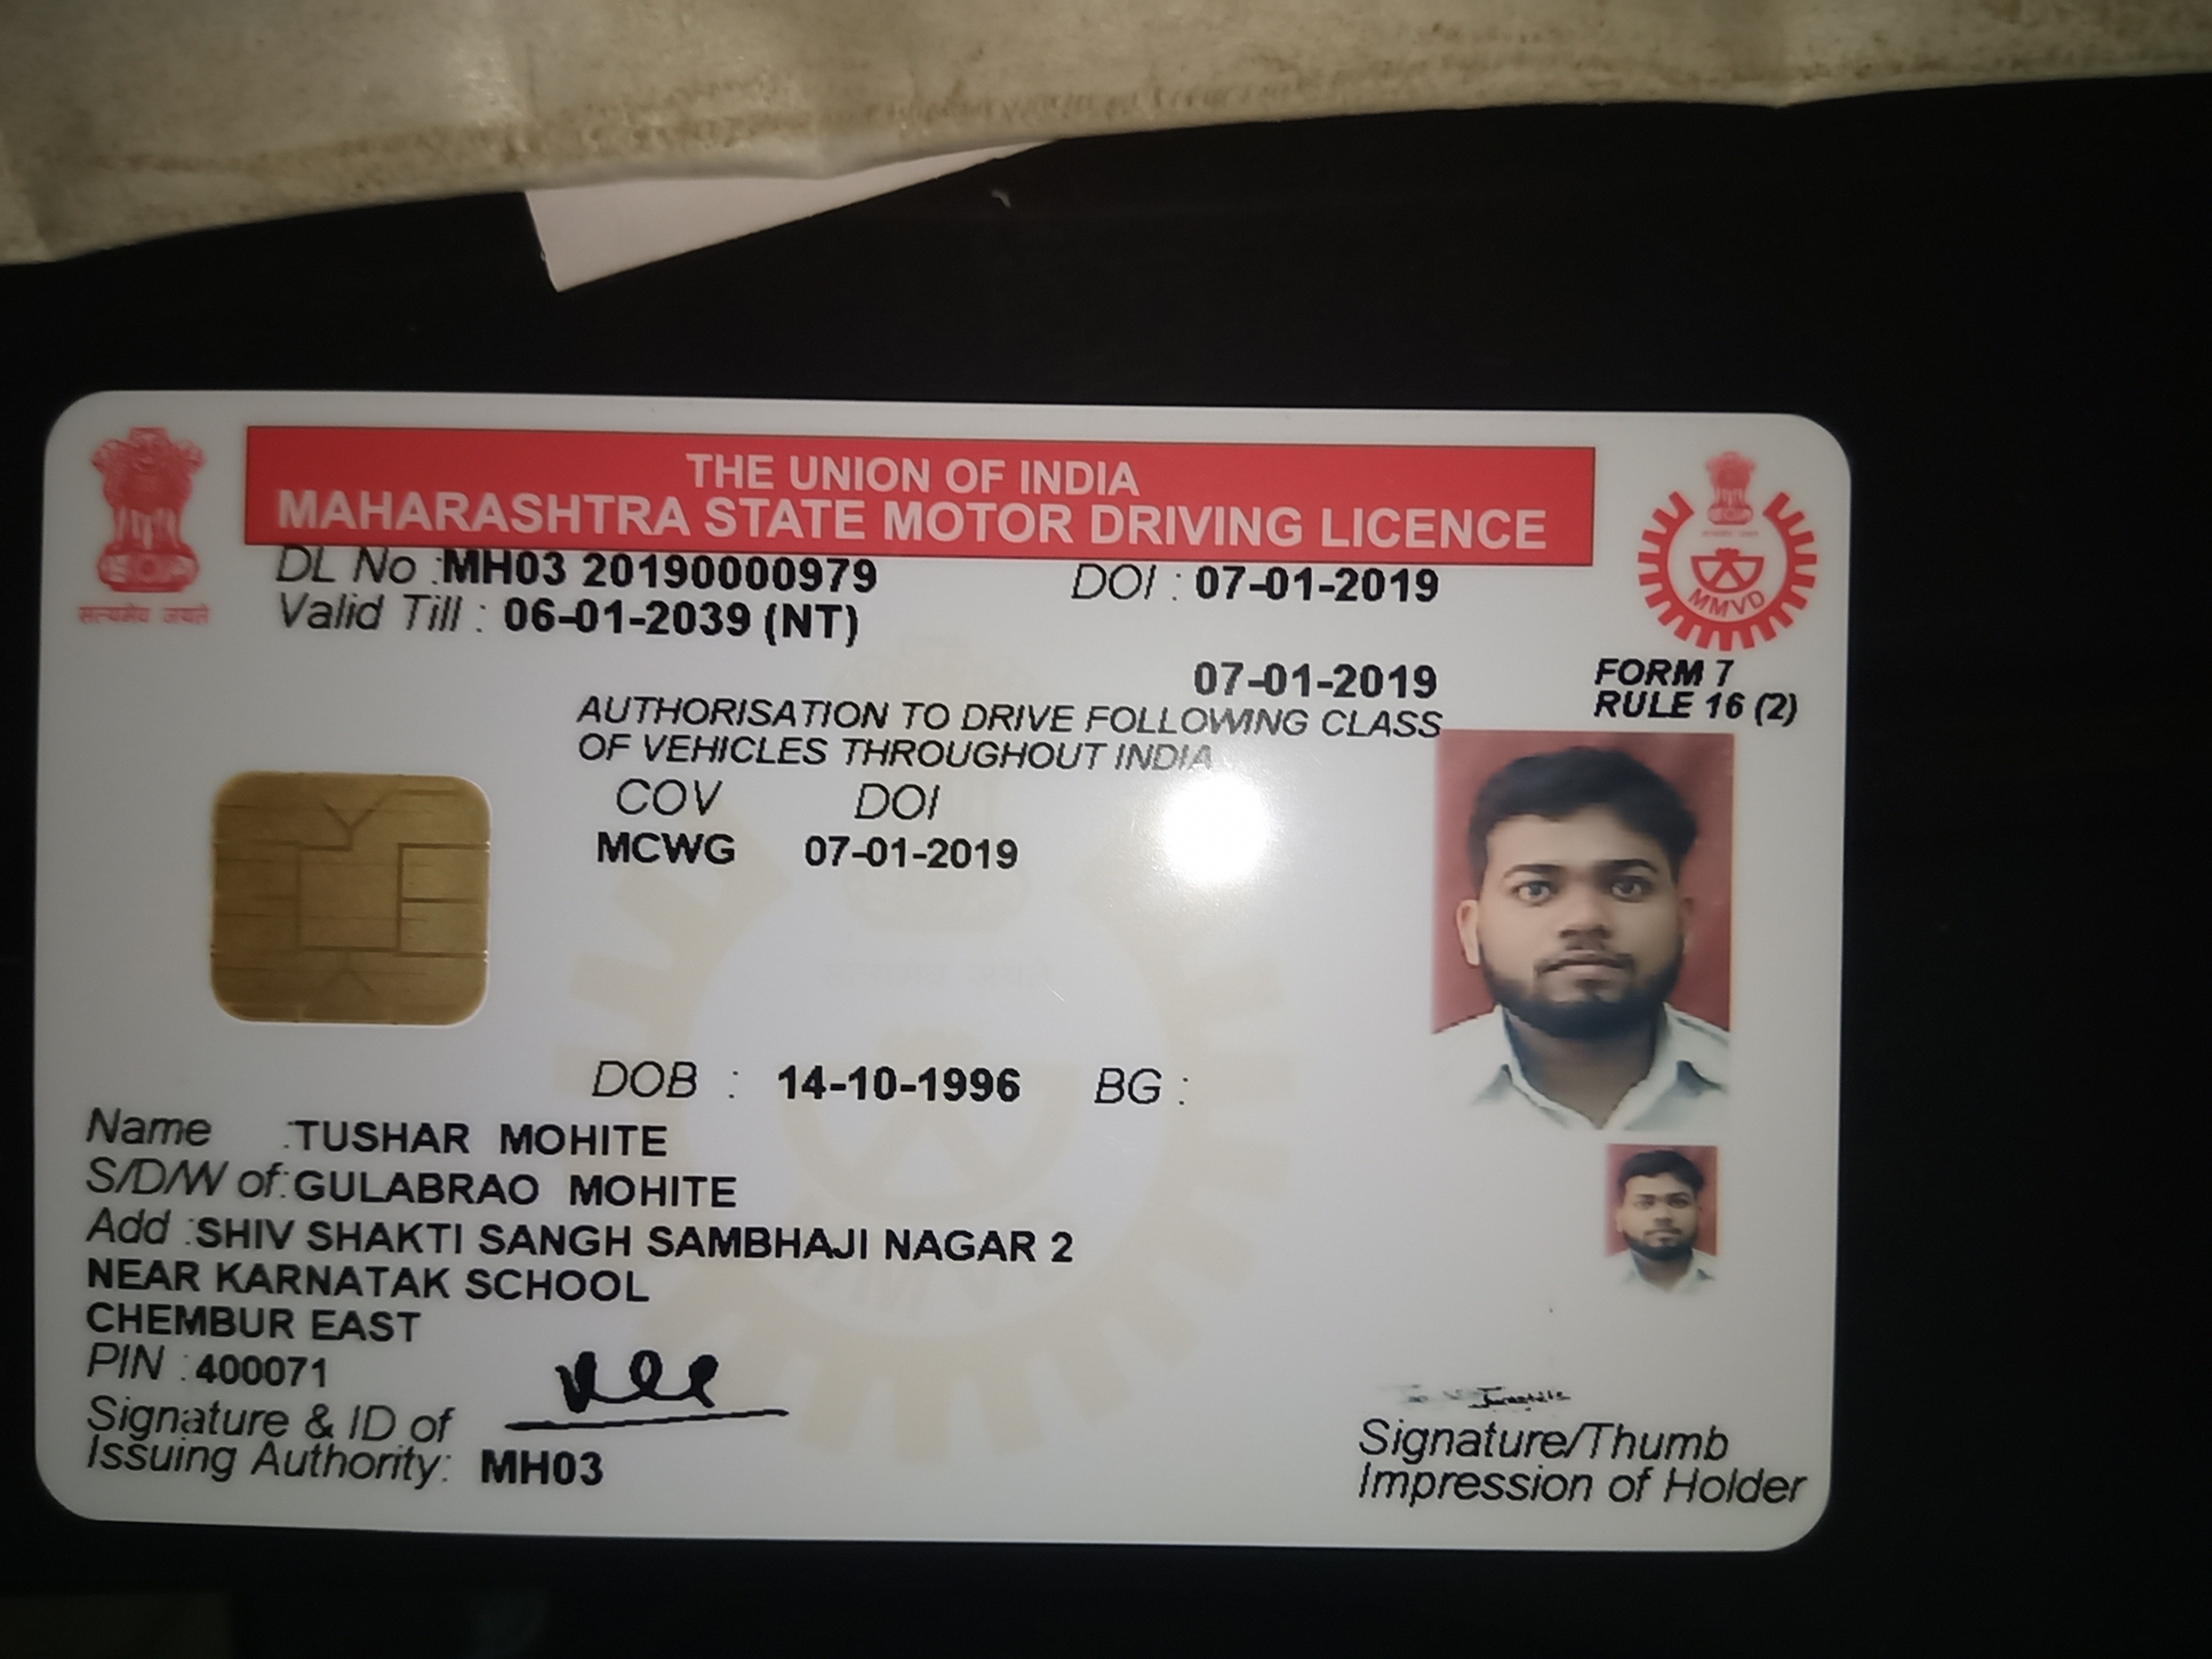 THE UNION OF INDIA
MAHARASHTRA STATE MOTOR DRIVING LICENCE
सत्यमेव जयते
DL No : MH03 20190000979 DOI : 07-01-2019
Valid Till : 06-01-2039 (NT)
MMVD
07-01-2019
FORM 7
RULE 16 (2)
AUTHORISATION TO DRIVE FOLLOWING CLASS
OF VEHICLES THROUGHOUT INDIA
COV DOI
MCWG 07-01-2019
DOB : 14-10-1996 BG :
Name : TUSHAR MOHITE
S/D/W of : GULABRAO MOHITE
Add : SHIV SHAKTI SANGH SAMBHAJI NAGAR 2
NEAR KARNATAK SCHOOL
CHEMBUR EAST
PIN : 400071
Signature & ID of
Issuing Authority: MH03
Signature/Thumb
Impression of Holder